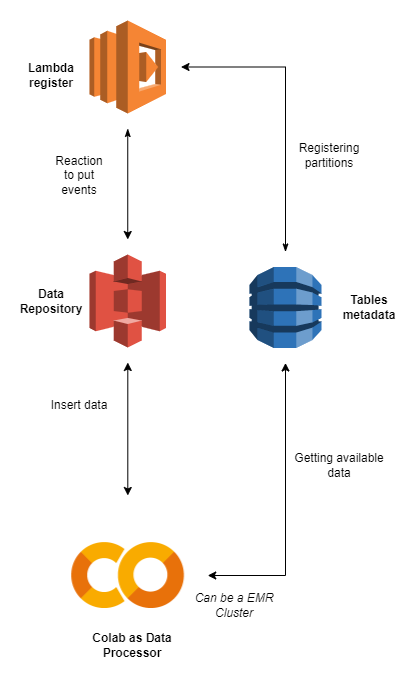 Lambda
register
Reaction
to put
events
Registering
partitions
Data
Repository
Tables
metadata
Insert data
Getting available
data
Can be a EMR
Cluster
Colab as Data
Processor